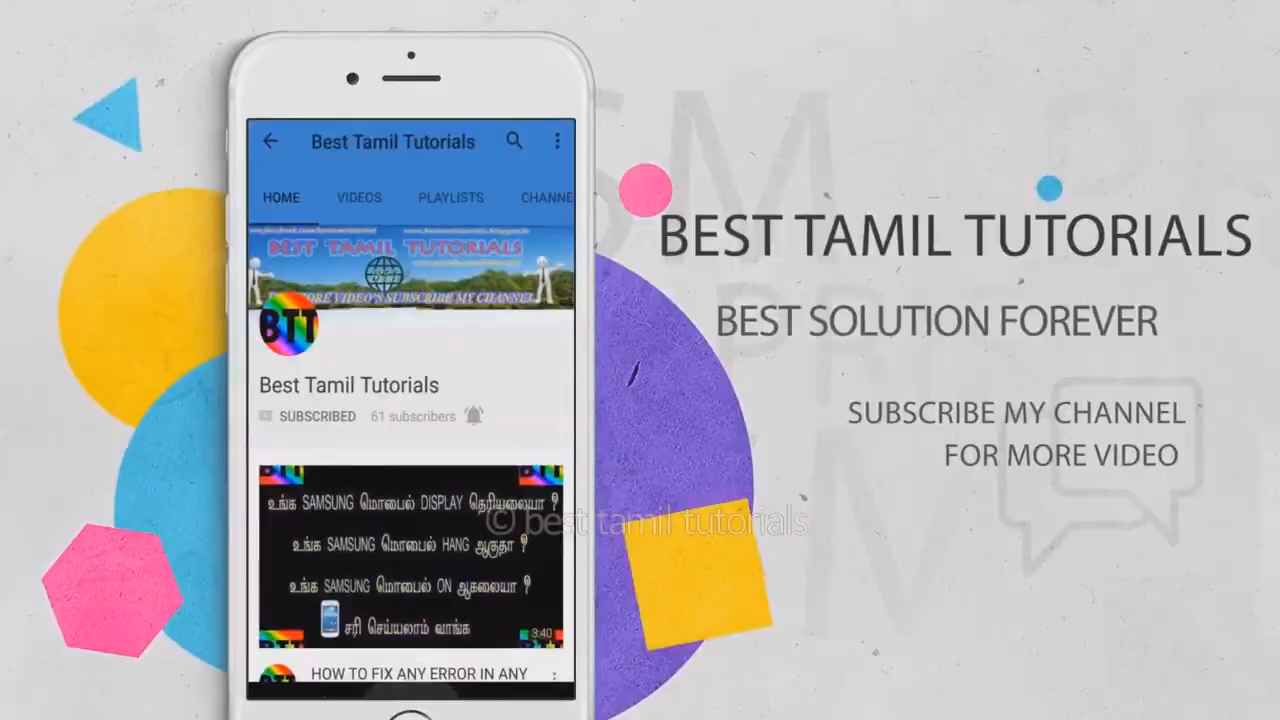 Best Tamil Tutorials
HOME VIDEOS PLAYLISTS CHANNE
BEST TAMIL TUTORIALS
MORE VIDEO'S SUBSCRIBE MY CHANNEL
BTT
Best Tamil Tutorials
SUBSCRIBED 61 subscribers
உங்க SAMSUNG மொபைல் DISPLAY தெரியலையா ?
உங்க SAMSUNG மொபைல் HANG ஆகுதா ?
உங்க SAMSUNG மொபைல் ON ஆகலையா ?
சரி செய்யலாம் வாங்க
3:40
HOW TO FIX ANY ERROR IN ANY
BEST TAMIL TUTORIALS
BEST SOLUTION FOREVER
SUBSCRIBE MY CHANNEL
FOR MORE VIDEO
© best tamil tutorials